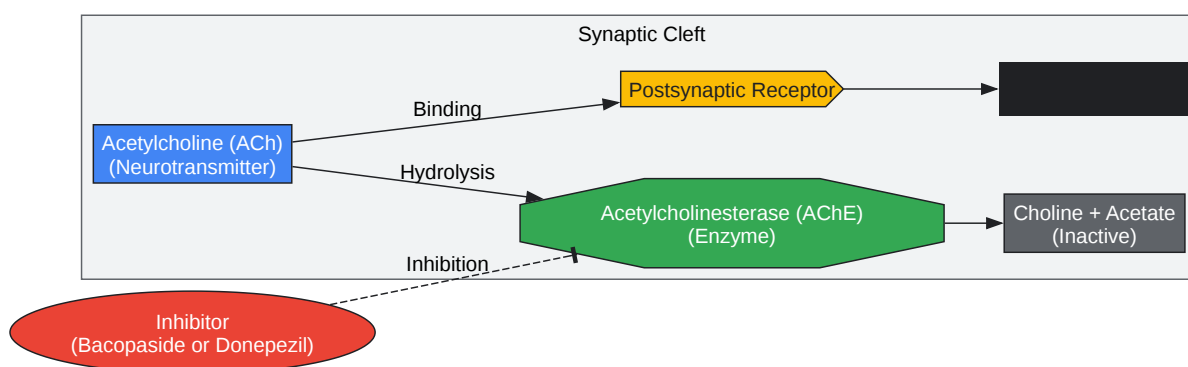 Synaptic Cleft
Postsynaptic Receptor
Binding
Acetylcholine (ACh)
(Neurotransmitter)
Hydrolysis
Acetylcholinesterase (AChE)
(Enzyme)
Choline + Acetate
(Inactive)
Inhibition
Inhibitor
(Bacopaside or Donepezil)